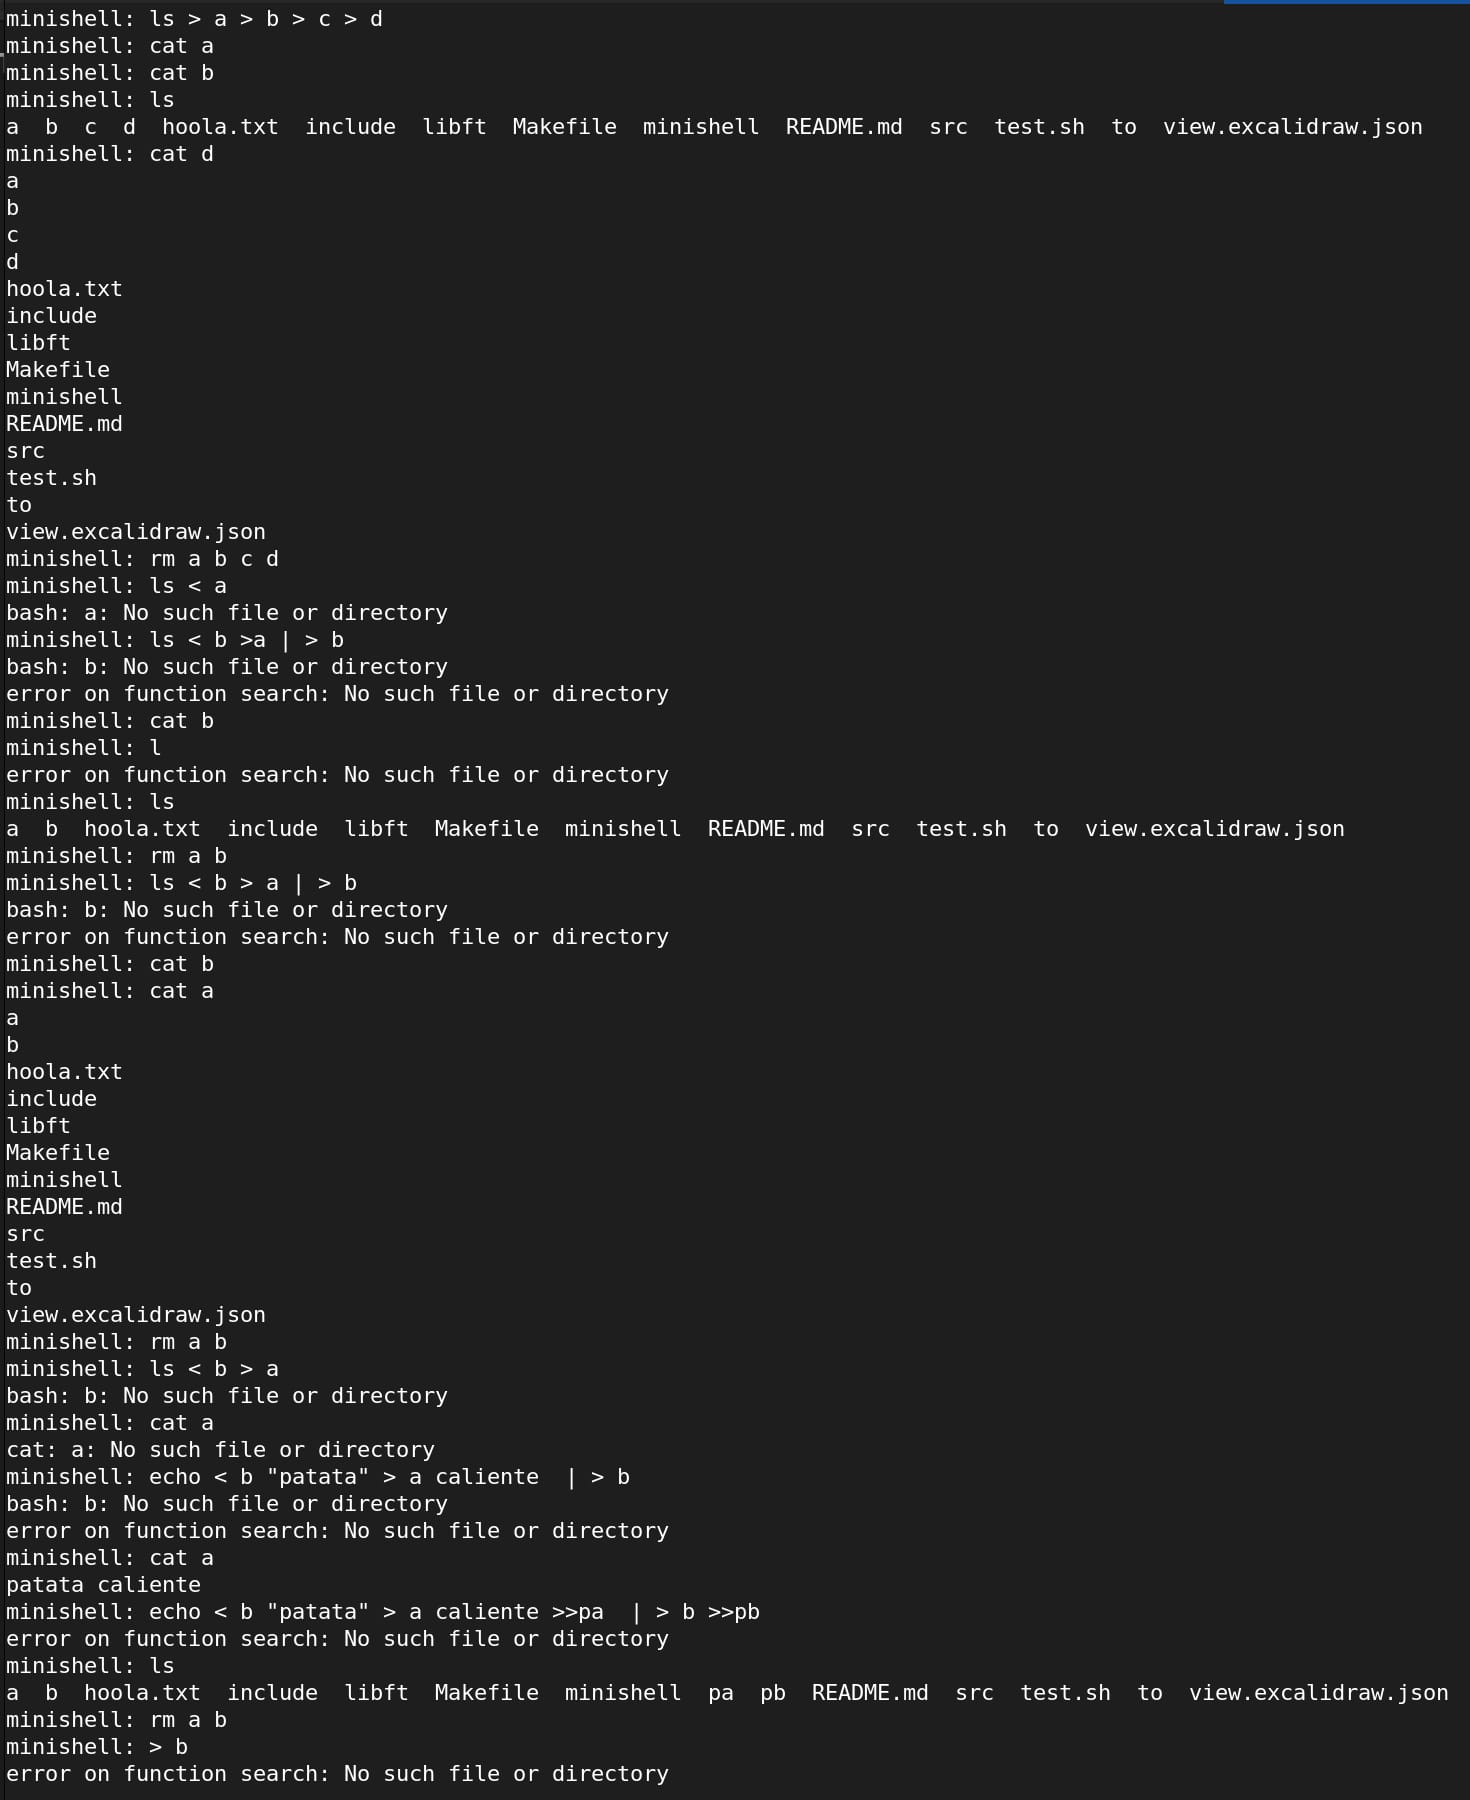 minishell: ls > a > b > c > d
minishell: cat a
minishell: cat b
minishell: ls
a  b  c  d  hoola.txt  include  libft  Makefile  minishell  README.md  src  test.sh  to  view.excalidraw.json
minishell: cat d
a
b
c
d
hoola.txt
include
libft
Makefile
minishell
README.md
src
test.sh
to
view.excalidraw.json
minishell: rm a b c d
minishell: ls < a
bash: a: No such file or directory
minishell: ls < b >a | > b
bash: b: No such file or directory
error on function search: No such file or directory
minishell: cat b
minishell: l
error on function search: No such file or directory
minishell: ls
a  b  hoola.txt  include  libft  Makefile  minishell  README.md  src  test.sh  to  view.excalidraw.json
minishell: rm a b
minishell: ls < b > a | > b
bash: b: No such file or directory
error on function search: No such file or directory
minishell: cat b
minishell: cat a
a
b
hoola.txt
include
libft
Makefile
minishell
README.md
src
test.sh
to
view.excalidraw.json
minishell: rm a b
minishell: ls < b > a
bash: b: No such file or directory
minishell: cat a
cat: a: No such file or directory
minishell: echo < b "patata" > a caliente  | > b
bash: b: No such file or directory
error on function search: No such file or directory
minishell: cat a
patata caliente
minishell: echo < b "patata" > a caliente >>pa  | > b >>pb
error on function search: No such file or directory
minishell: ls
a  b  hoola.txt  include  libft  Makefile  minishell  pa  pb  README.md  src  test.sh  to  view.excalidraw.json
minishell: rm a b
minishell: > b
error on function search: No such file or directory